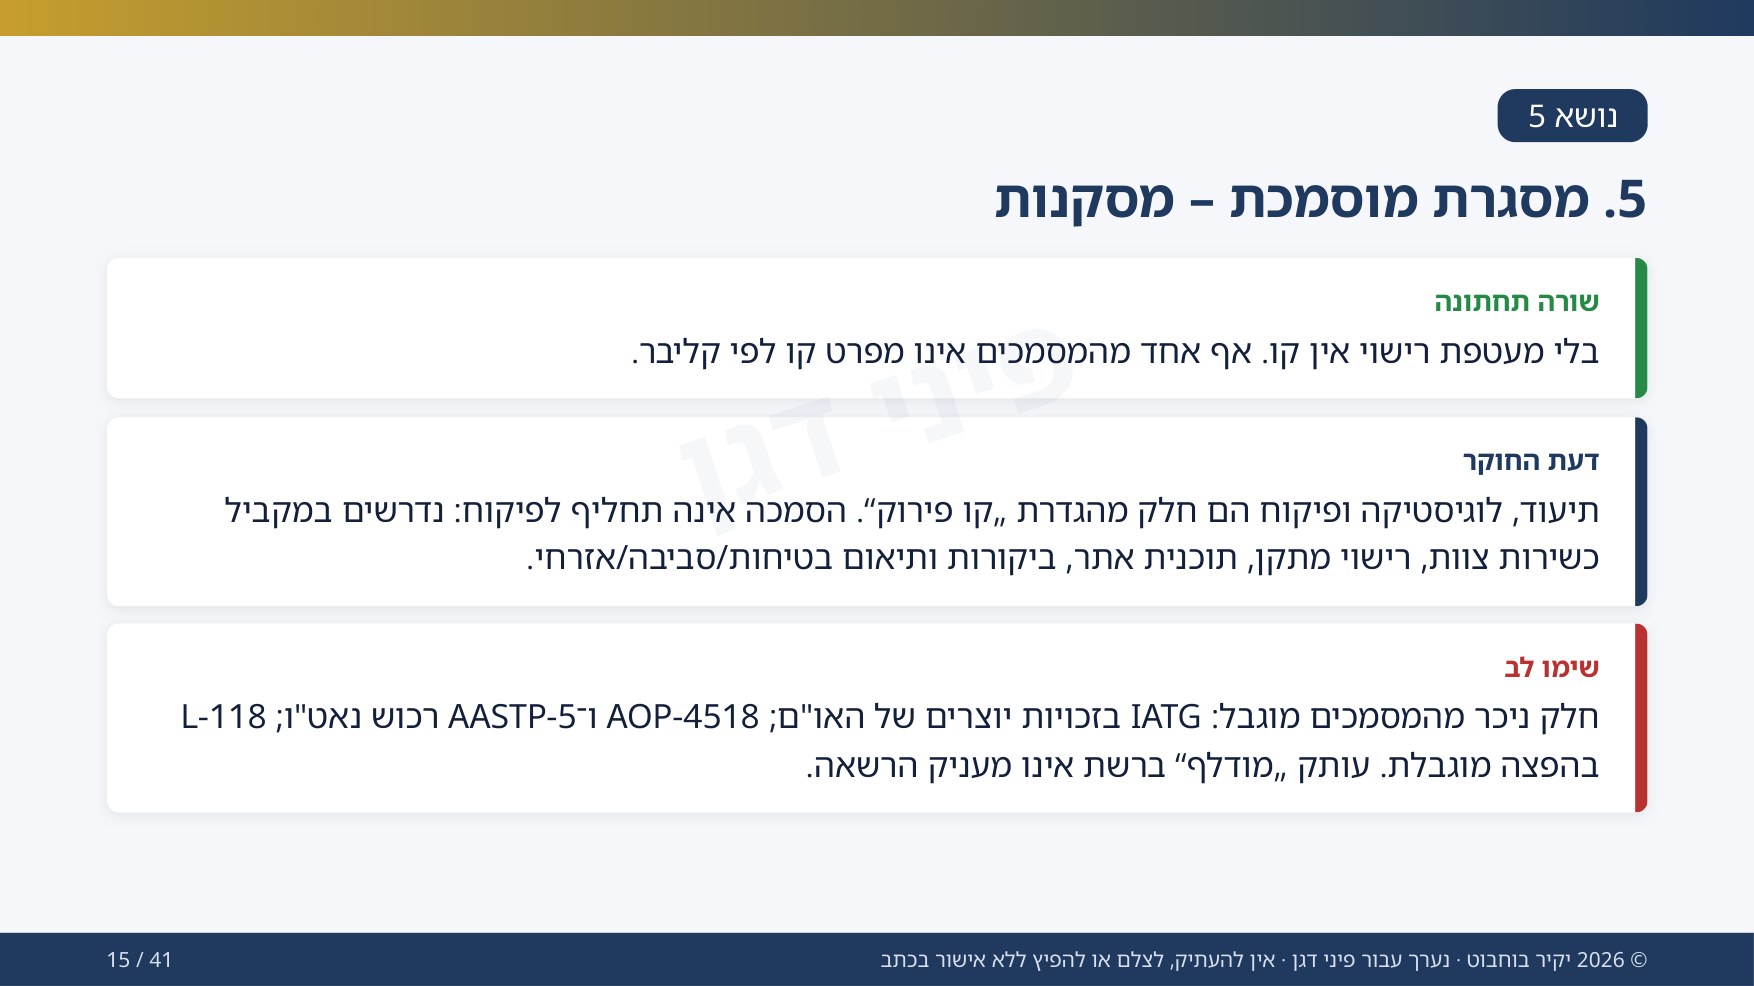 נושא 5
5. מסגרת מוסמכת – מסקנות
שורה תחתונה
בלי מעטפת רישוי אין קו. אף אחד מהמסמכים אינו מפרט קו לפי קליבר.
דעת החוקר
תיעוד, לוגיסטיקה ופיקוח הם חלק מהגדרת „קו פירוק“. הסמכה אינה תחליף לפיקוח: נדרשים במקביל
כשירות צוות, רישוי מתקן, תוכנית אתר, ביקורות ותיאום בטיחות/סביבה/אזרחי.
שימו לב
חלק ניכר מהמסמכים מוגבל: IATG בזכויות יוצרים של האו"ם; AOP-4518 ו־AASTP-5 רכוש נאט"ו; L-118
בהפצה מוגבלת. עותק „מודלף“ ברשת אינו מעניק הרשאה.
פיני דגן
© 2026 יקיר בוחבוט · נערך עבור פיני דגן · אין להעתיק, לצלם או להפיץ ללא אישור בכתב
15 / 41